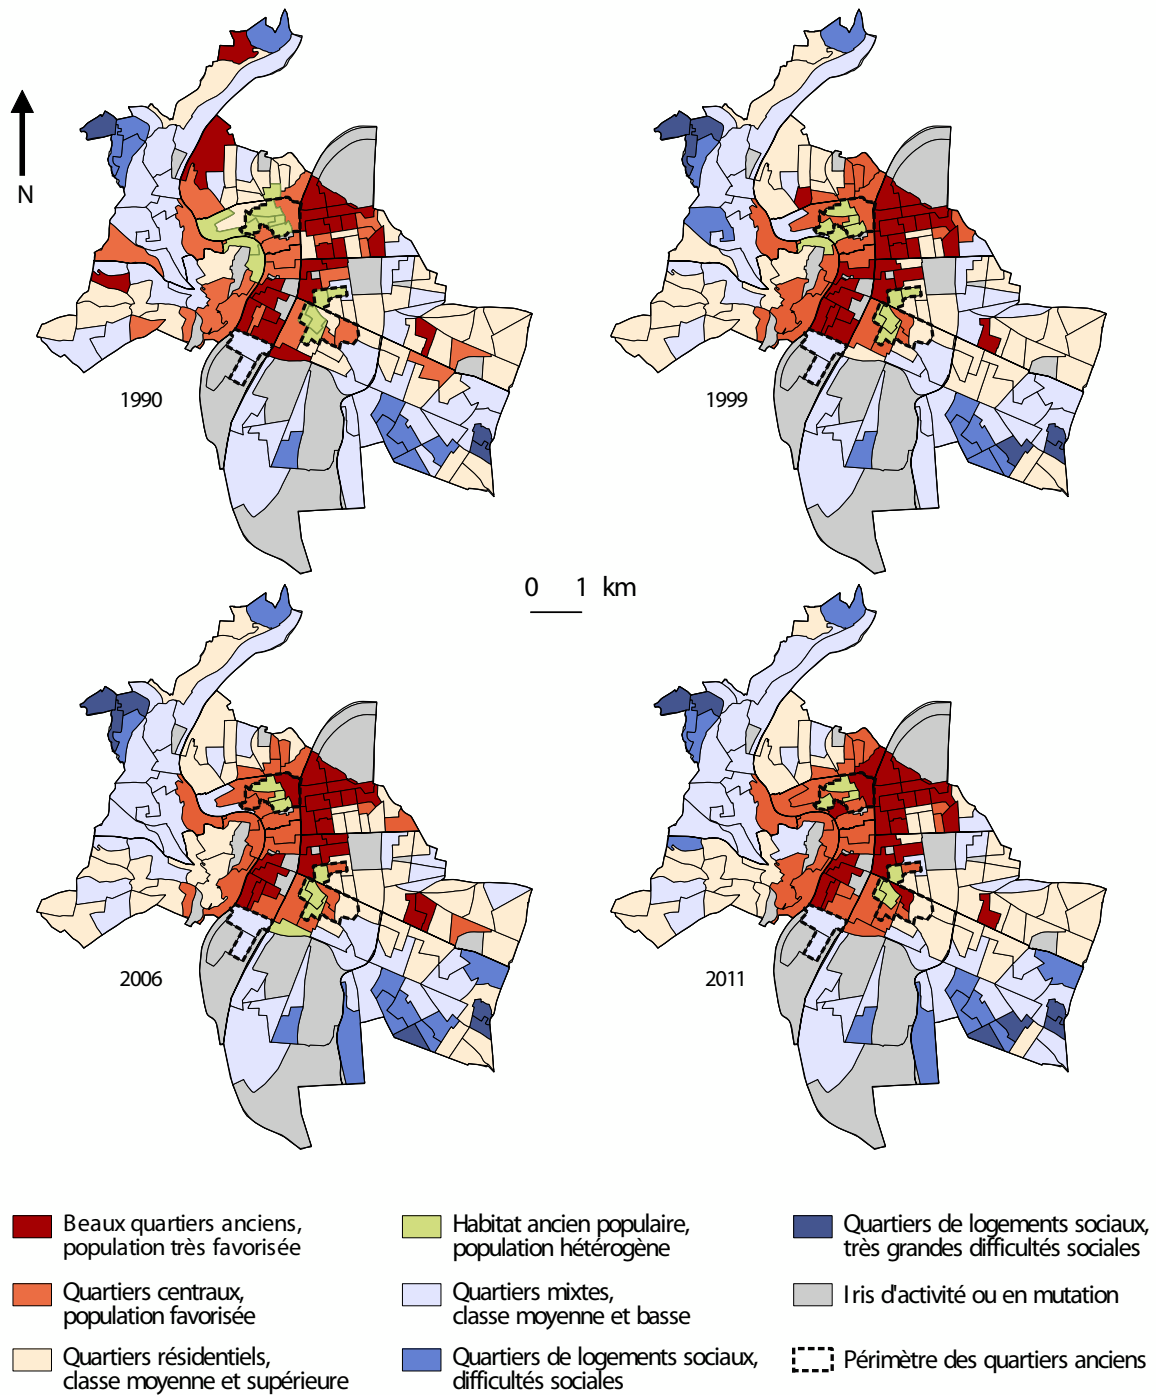 N
1990
1999
0 1 km
2006
2011
Beaux quartiers anciens,
population très favorisée
Quartiers centraux,
population favorisée
Quartiers résidentiels,
classe moyenne et supérieure
Habitat ancien populaire,
population hétérogène
Quartiers mixtes,
classe moyenne et basse
Quartiers de logements sociaux,
difficultés sociales
Quartiers de logements sociaux,
très grandes difficultés sociales
Iris d'activité ou en mutation
Périmètre des quartiers anciens